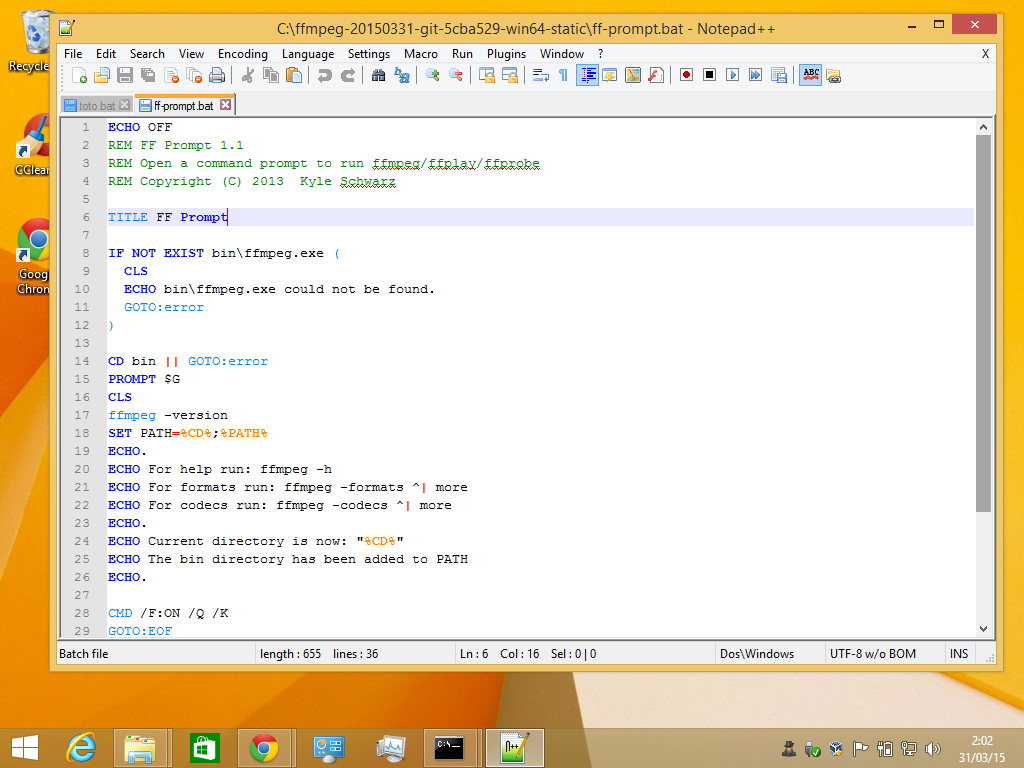 C:\ffmpeg-20150331-git-5cba529-win64-static\ff-prompt.bat - Notepad++
File Edit Search View Encoding Language Settings Macro Run Plugins Window ? X
ABC
toto.bat ff-prompt.bat
Recycle
CClean
Goog
Chron
1 ECHO OFF
2 REM FF Prompt 1.1
3 REM Open a command prompt to run ffmpeg/ffplay/ffprobe
4 REM Copyright (C) 2013  Kyle Schwarz
5
6 TITLE FF Prompt
7
8 IF NOT EXIST bin\ffmpeg.exe (
9   CLS
10   ECHO bin\ffmpeg.exe could not be found.
11   GOTO:error
12 )
13
14 CD bin || GOTO:error
15 PROMPT $G
16 CLS
17 ffmpeg -version
18 SET PATH=%CD%;%PATH%
19 ECHO.
20 ECHO For help run: ffmpeg -h
21 ECHO For formats run: ffmpeg -formats ^| more
22 ECHO For codecs run: ffmpeg -codecs ^| more
23 ECHO.
24 ECHO Current directory is now: "%CD%"
25 ECHO The bin directory has been added to PATH
26 ECHO.
27
28 CMD /F:ON /Q /K
29 GOTO:EOF
Batch file length : 655 lines : 36 Ln : 6 Col : 16 Sel : 0 | 0 Dos\Windows UTF-8 w/o BOM INS
2:02
31/03/15